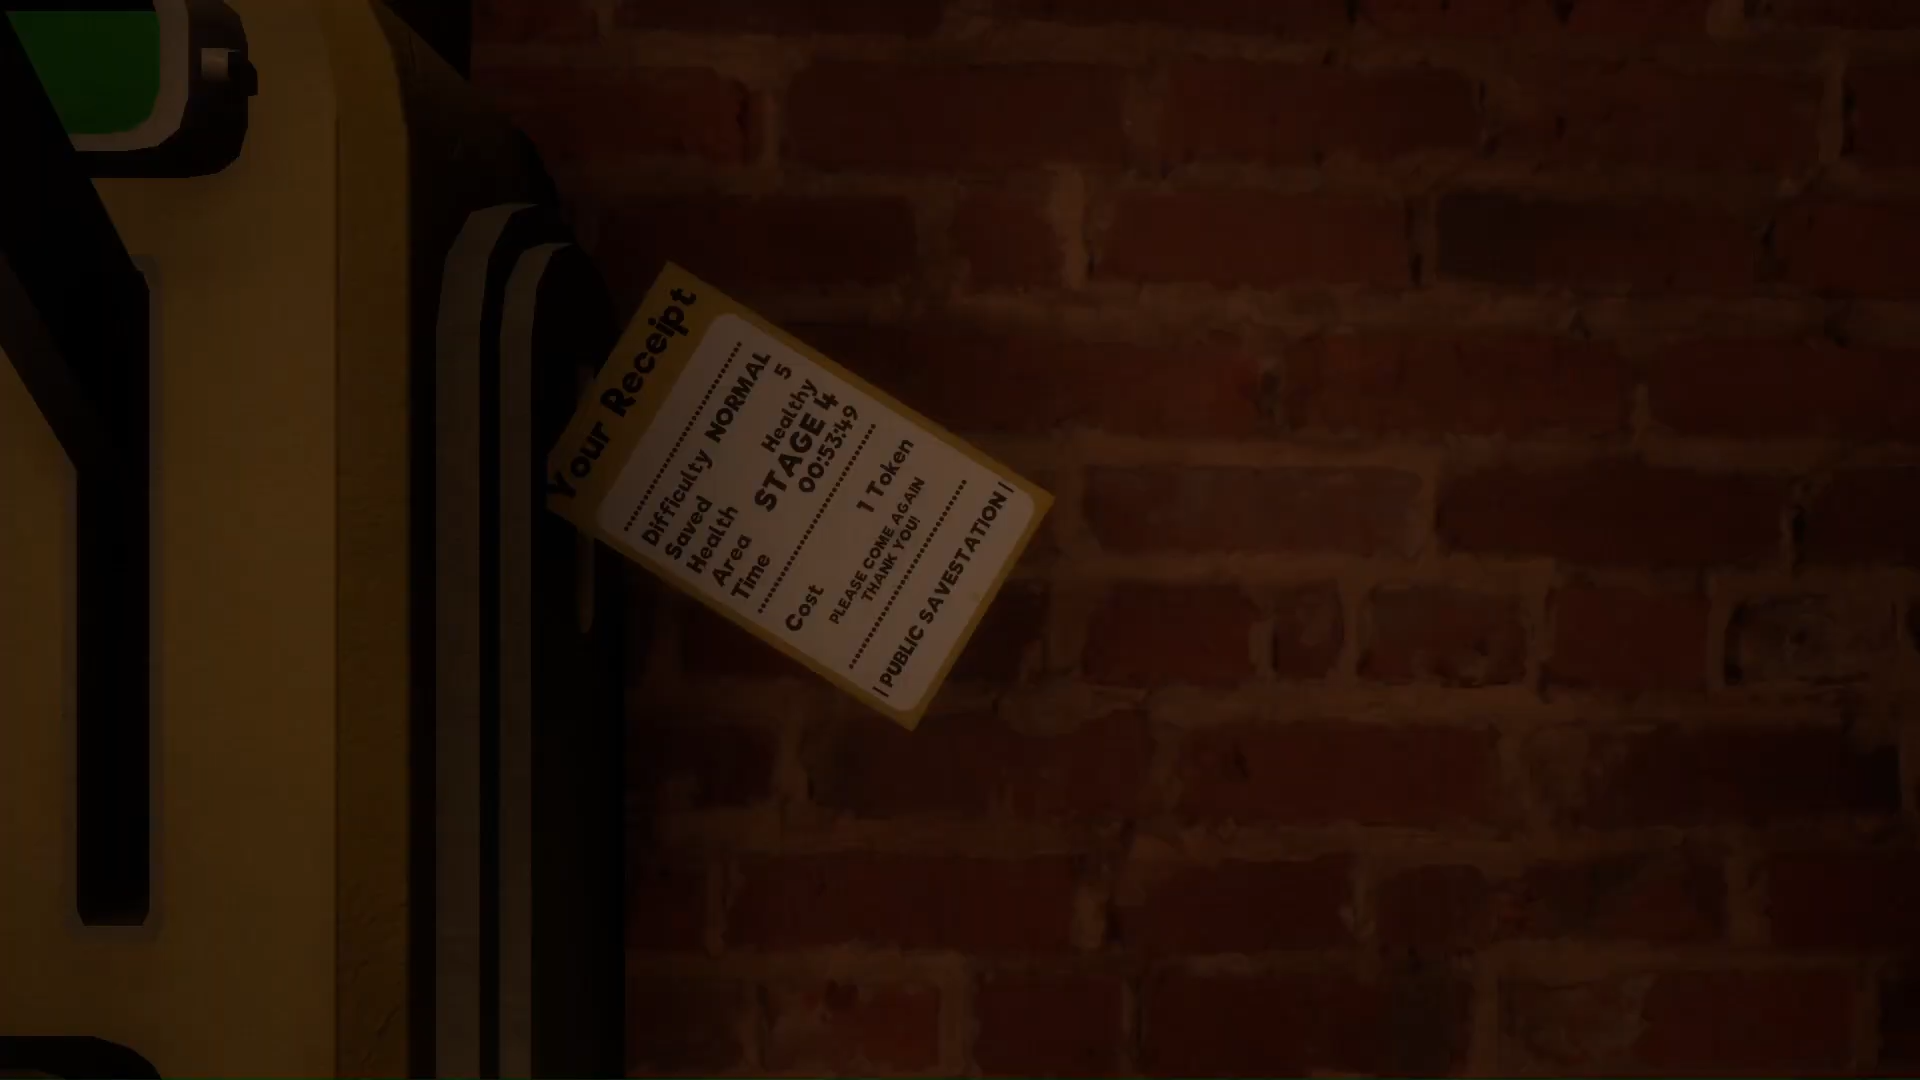 Your Receipt
Difficulty NORMAL
Saved 5
Health Healthy
Area STAGE 4
Time 00:53:49
Cost 1 Token
PLEASE COME AGAIN
THANK YOU!
| PUBLIC SAVESTATION |